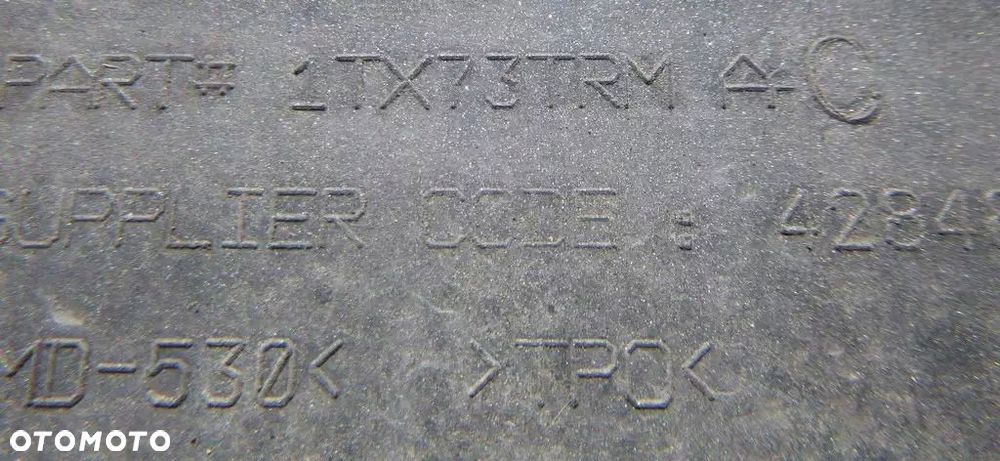 PART# 1TX73TRM AC
SUPPLIER CODE : 4284
MD-530< >TPO<
OTOMOTO